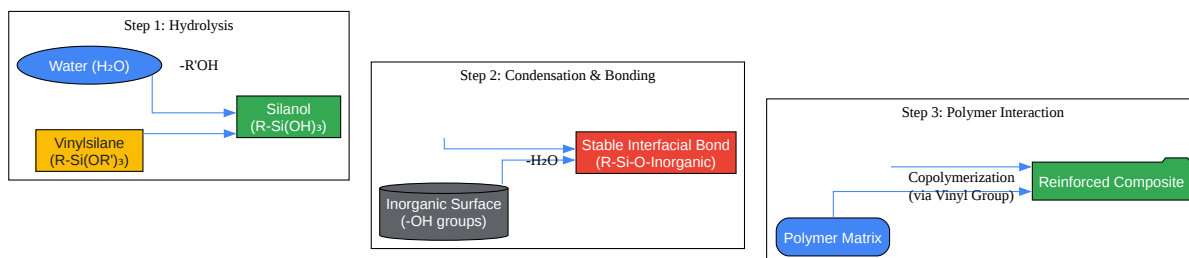 Step 1: Hydrolysis
Water (H₂O)
-R'OH
Silanol
(R-Si(OH)₃)
Vinylsilane
(R-Si(OR')₃)
Step 2: Condensation & Bonding
Stable Interfacial Bond
(R-Si-O-Inorganic)
-H₂O
Inorganic Surface
(-OH groups)
Step 3: Polymer Interaction
Copolymerization
(via Vinyl Group)
Reinforced Composite
Polymer Matrix